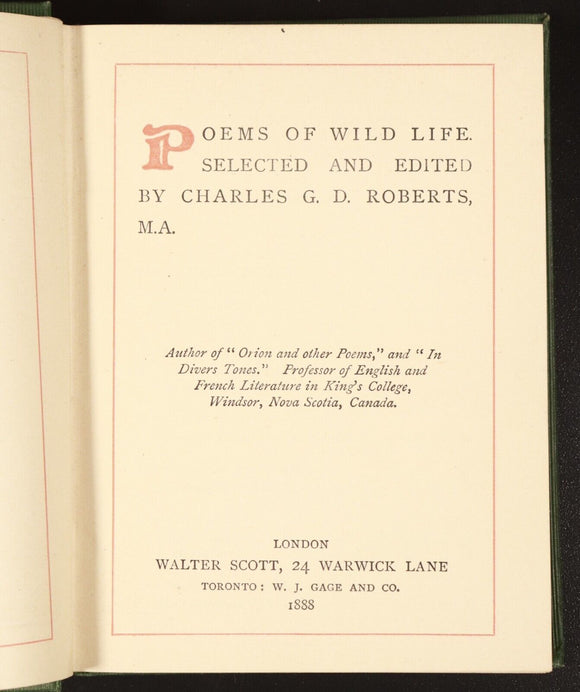 POEMS OF WILD LIFE.
SELECTED AND EDITED
BY CHARLES G. D. ROBERTS,
M.A.
Author of “Orion and other Poems,” and “In
Divers Tones.” Professor of English and
French Literature in King's College,
Windsor, Nova Scotia, Canada.
LONDON
WALTER SCOTT, 24 WARWICK LANE
TORONTO: W. J. GAGE AND CO.
1888